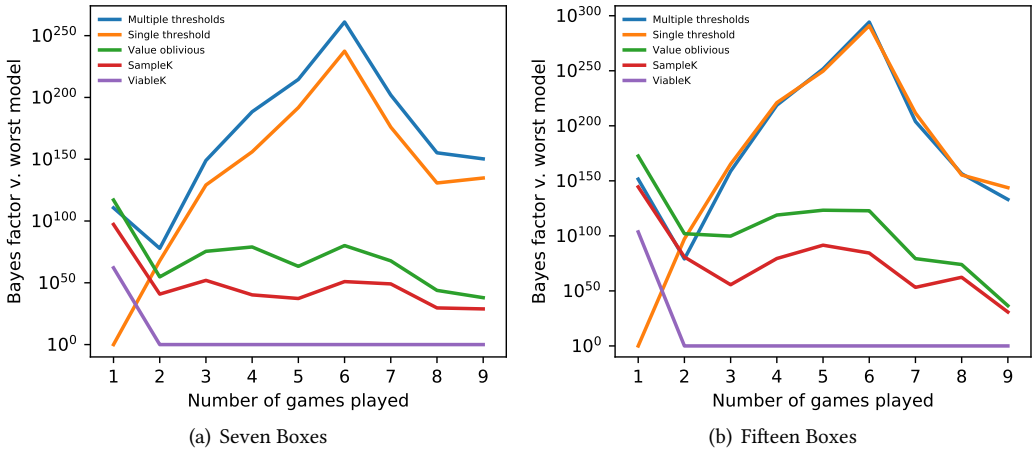 Multiple thresholds
Single threshold
Value oblivious
SampleK
ViableK
Bayes factor v. worst model
10^250
10^200
10^150
10^100
10^50
10^0
1 2 3 4 5 6 7 8 9
Number of games played
(a) Seven Boxes
Multiple thresholds
Single threshold
Value oblivious
SampleK
ViableK
Bayes factor v. worst model
10^300
10^250
10^200
10^150
10^100
10^50
10^0
1 2 3 4 5 6 7 8 9
Number of games played
(b) Fifteen Boxes